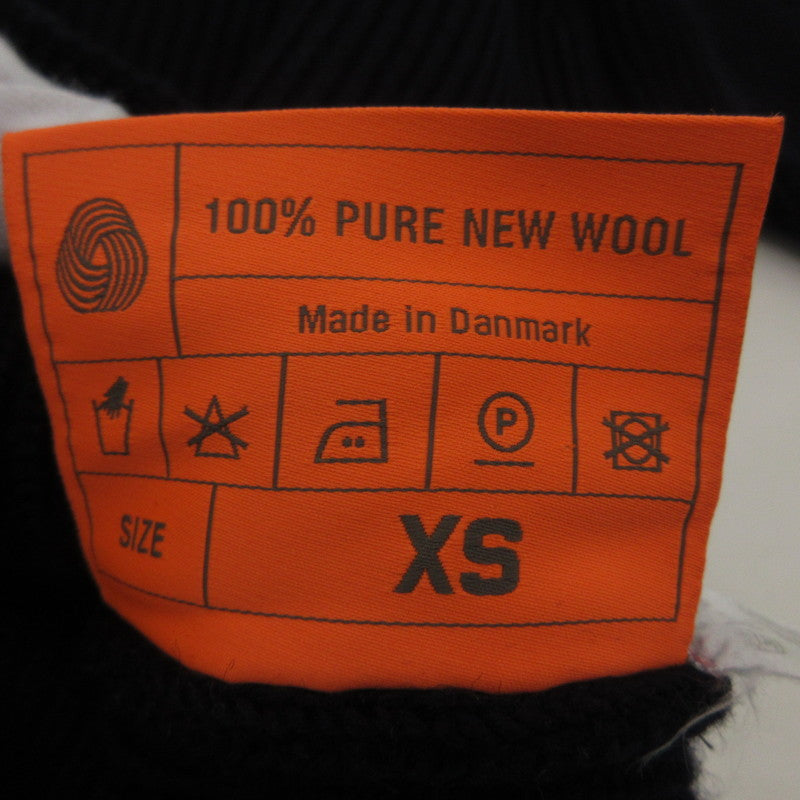 100% PURE NEW WOOL
Made in Danmark
P
SIZE
XS